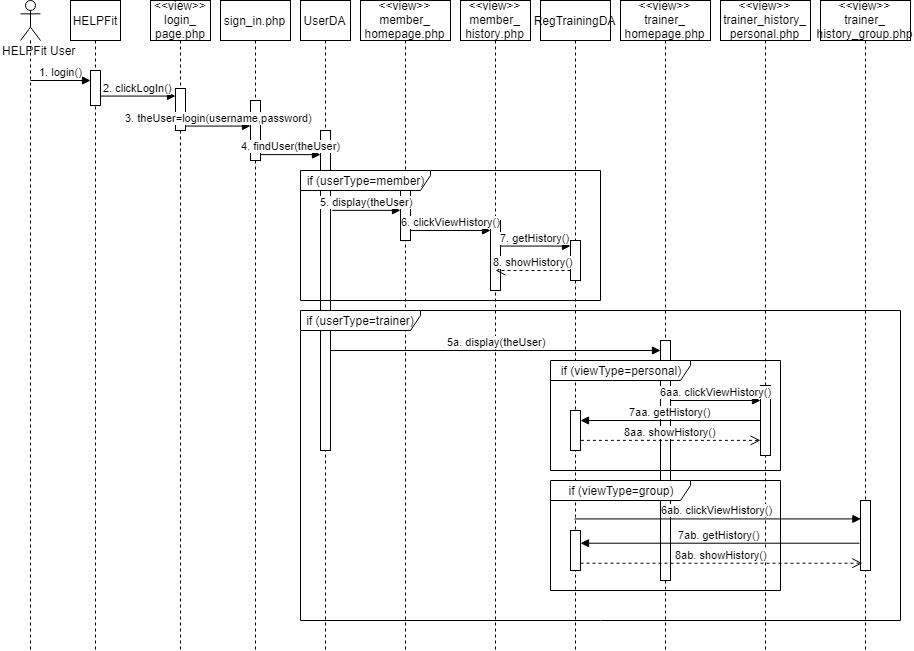 HELPFit User
HELPFit
<<view>>
login_
page.php
sign_in.php
UserDA
<<view>>
member_
homepage.php
<<view>>
member_
history.php
RegTrainingDA
<<view>>
trainer_
homepage.php
<<view>>
trainer_history_
personal.php
<<view>>
trainer_
history_group.php
1. login()
2. clickLogIn()
3. theUser=login(username,password)
4. findUser(theUser)
if (userType=member)
5. display(theUser)
6. clickViewHistory()
7. getHistory()
8. showHistory()
if (userType=trainer)
5a. display(theUser)
if (viewType=personal)
6aa. clickViewHistory()
7aa. getHistory()
8aa. showHistory()
if (viewType=group)
6ab. clickViewHistory()
7ab. getHistory()
8ab. showHistory()